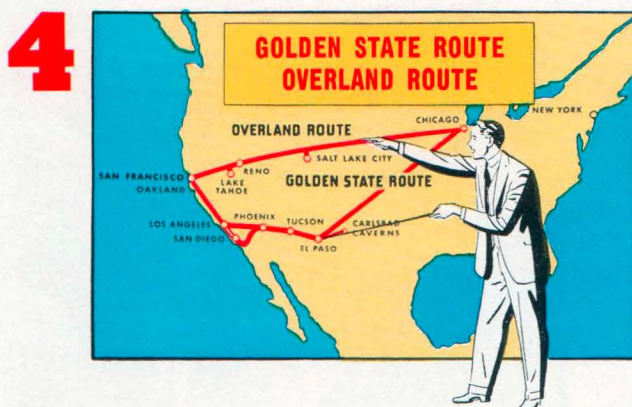 4
GOLDEN STATE ROUTE
OVERLAND ROUTE
CHICAGO
NEW YORK
OVERLAND ROUTE
SALT LAKE CITY
RENO
SAN FRANCISCO
LAKE
TAHOE
GOLDEN STATE ROUTE
OAKLAND
LOS ANGELES
PHOENIX
TUCSON
CARLSBAD
CAVERNS
SAN DIEGO
EL PASO